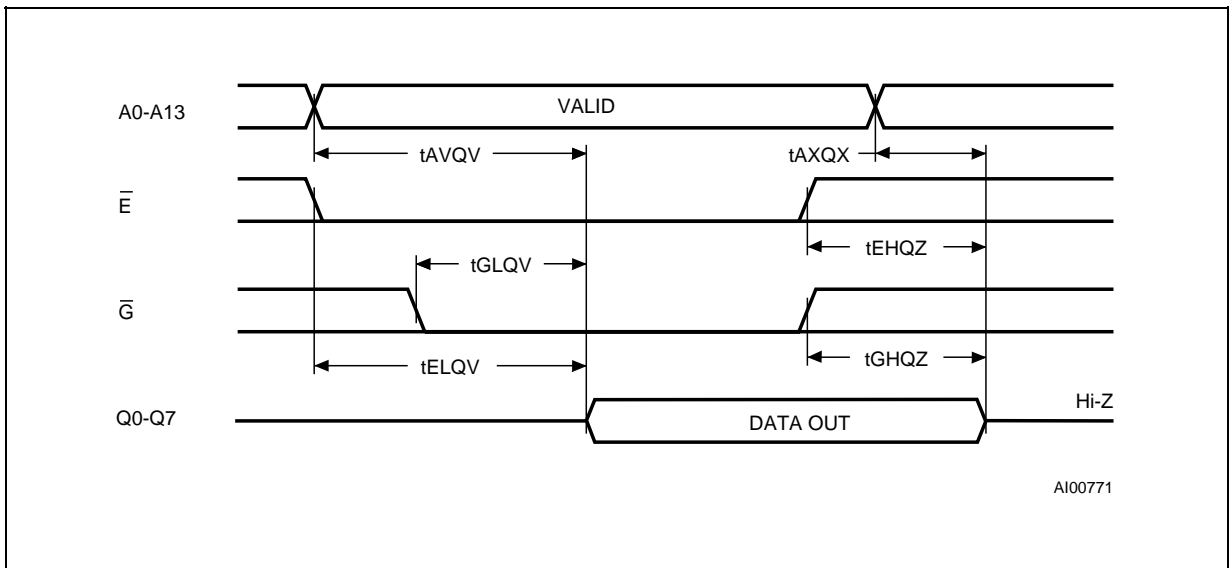 A0-A13
VALID
tAVQV
tAXQX
E̅
tEHQZ
tGLQV
G̅
tGHQZ
tELQV
Hi-Z
Q0-Q7
DATA OUT
AI00771